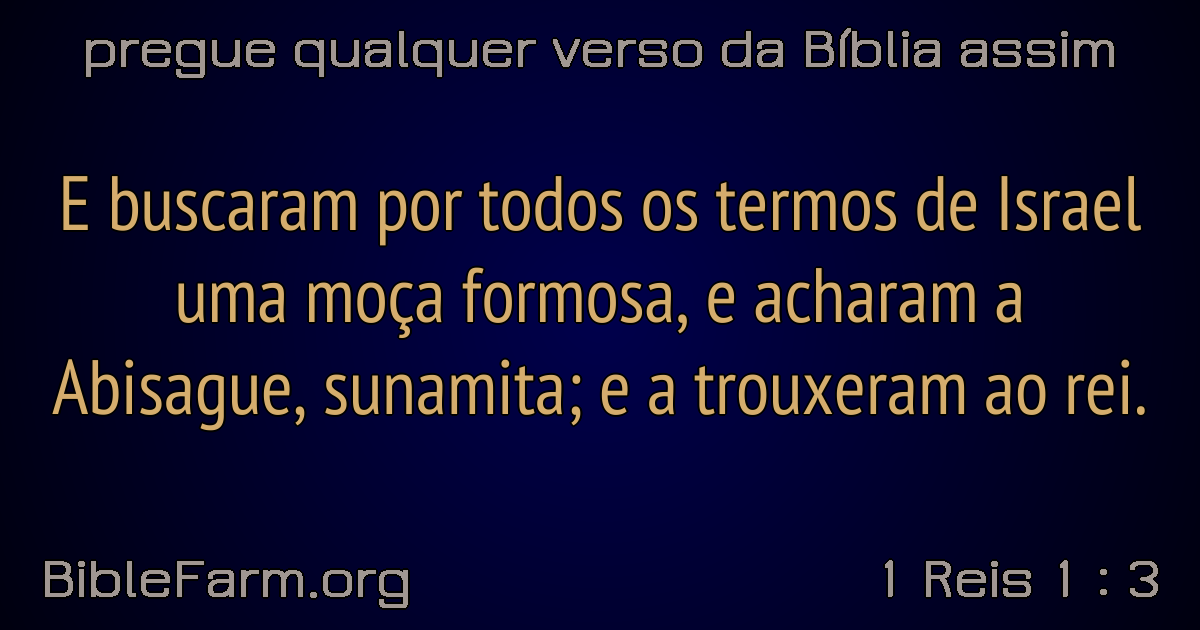 pregue qualquer verso da Bíblia assim
E buscaram por todos os termos de Israel
uma moça formosa, e acharam a
Abisague, sunamita; e a trouxeram ao rei.
BibleFarm.org
1 Reis 1 : 3